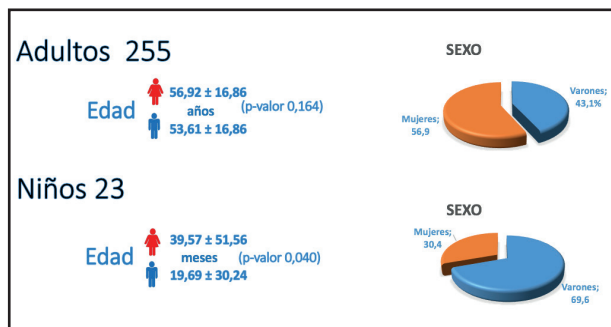 Adultos 255
Edad
56,92 ± 16,86
años
53,61 ± 16,86
(p-valor 0,164)
SEXO
Varones;
43,1%
Mujeres;
56,9
Niños 23
Edad
39,57 ± 51,56
meses
19,69 ± 30,24
(p-valor 0,040)
SEXO
Mujeres;
30,4
Varones;
69,6